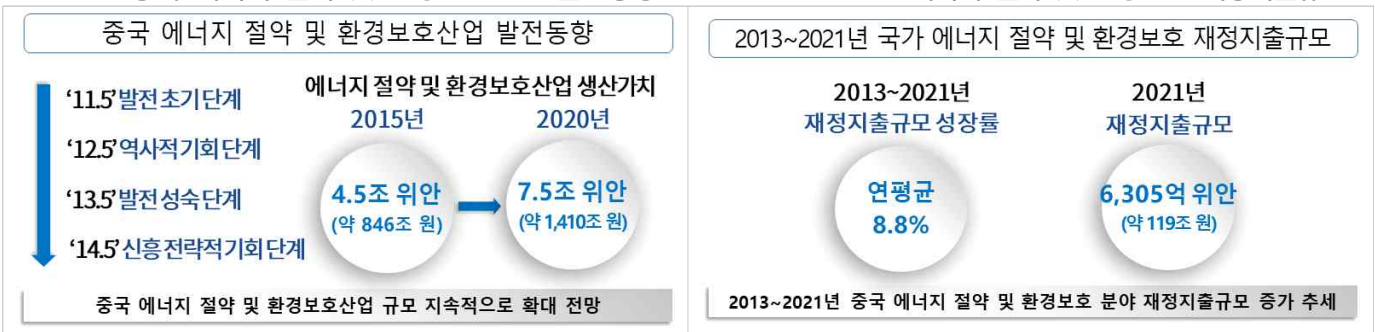 중국 에너지 절약 및 환경보호산업 발전동향
‘11.5’발전 초기 단계
‘12.5’역사적기회 단계
‘13.5’발전 성숙 단계
‘14.5’신흥 전략적 기회 단계
에너지 절약 및 환경보호산업 생산가치
2015년 2020년
4.5조 위안 7.5조 위안
(약 846조 원) (약 1,410조 원)
중국 에너지 절약 및 환경보호산업 규모 지속적으로 확대 전망
2013~2021년 국가 에너지 절약 및 환경보호 재정지출규모
2013~2021년 2021년
재정지출규모 성장률 재정지출규모
연평균 6,305억 위안
8.8% (약 119조 원)
2013~2021년 중국 에너지 절약 및 환경보호 분야 재정지출규모 증가 추세